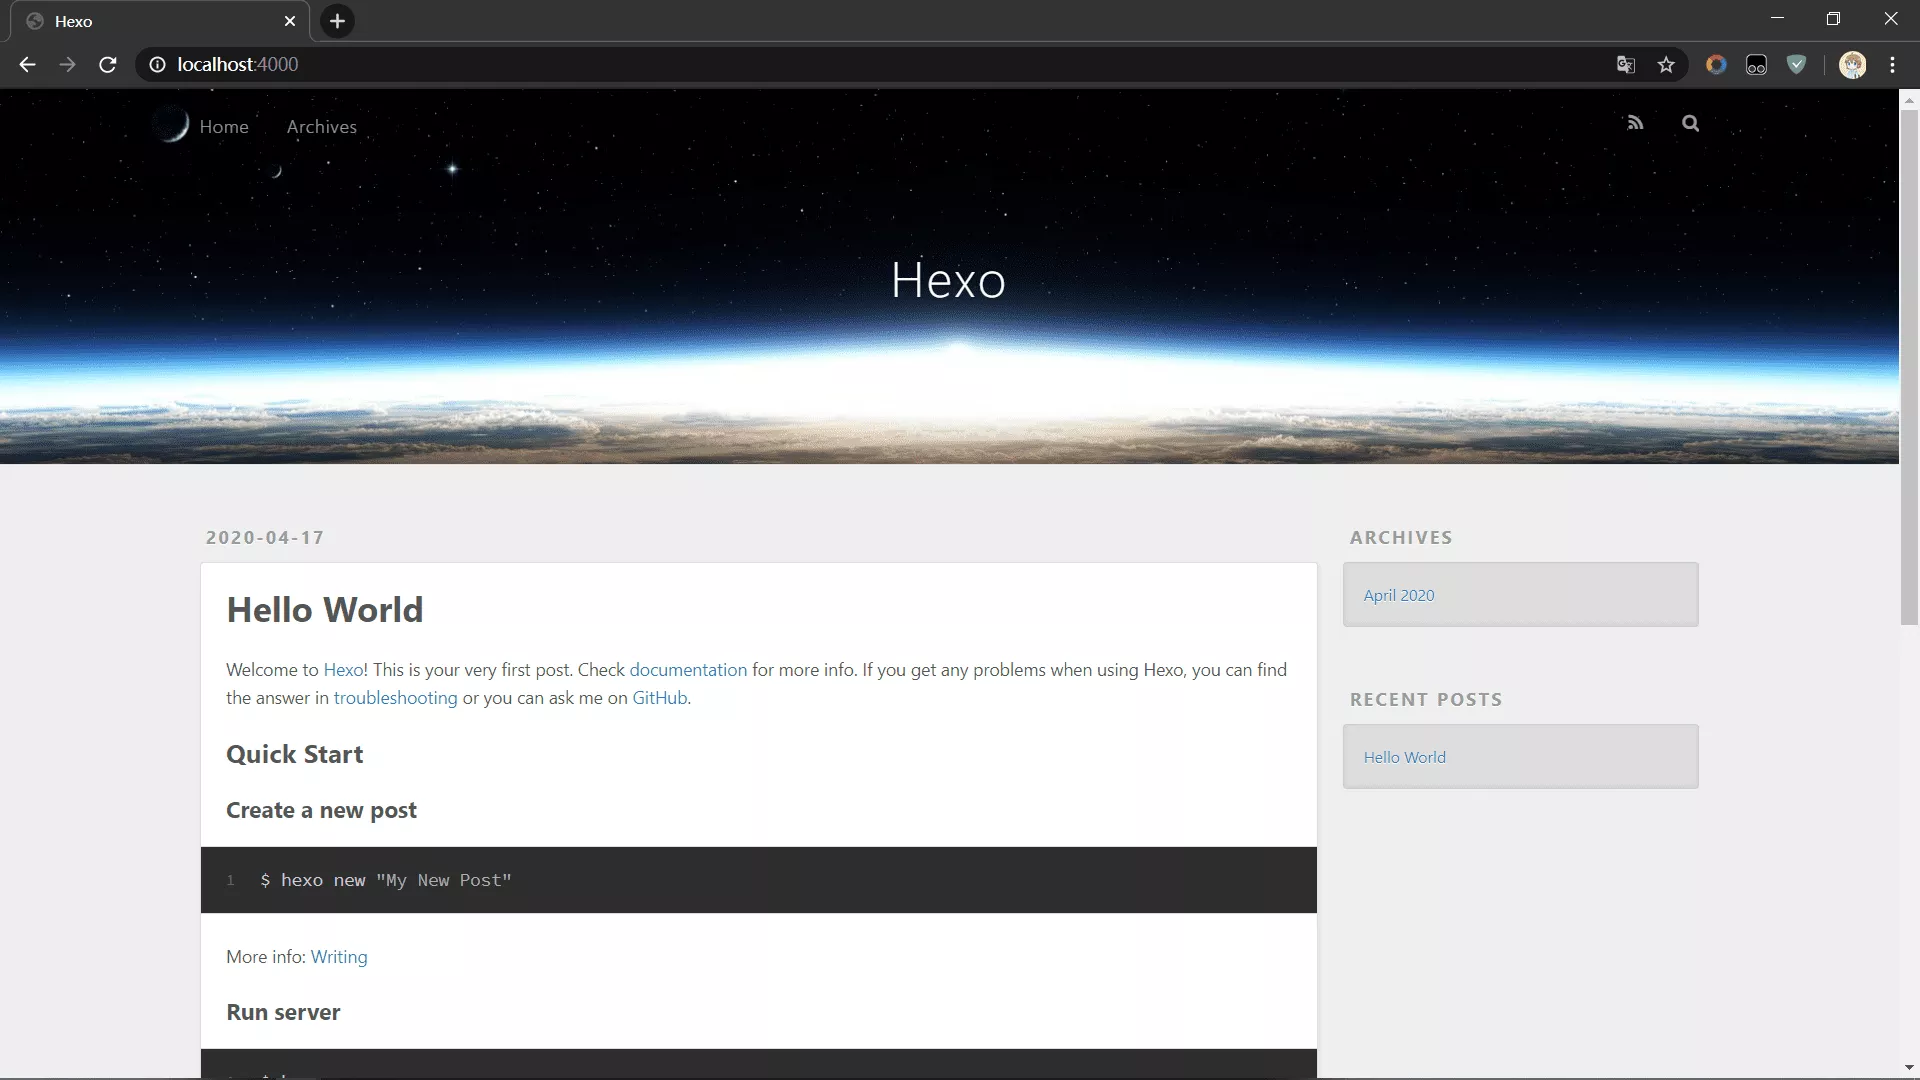 Hexo
localhost:4000
Home
Archives
Hexo
2020-04-17
Hello World
Welcome to Hexo! This is your very first post. Check documentation for more info. If you get any problems when using Hexo, you can find
the answer in troubleshooting or you can ask me on GitHub.
Quick Start
Create a new post
1 $ hexo new "My New Post"
More info: Writing
Run server
ARCHIVES
April 2020
RECENT POSTS
Hello World